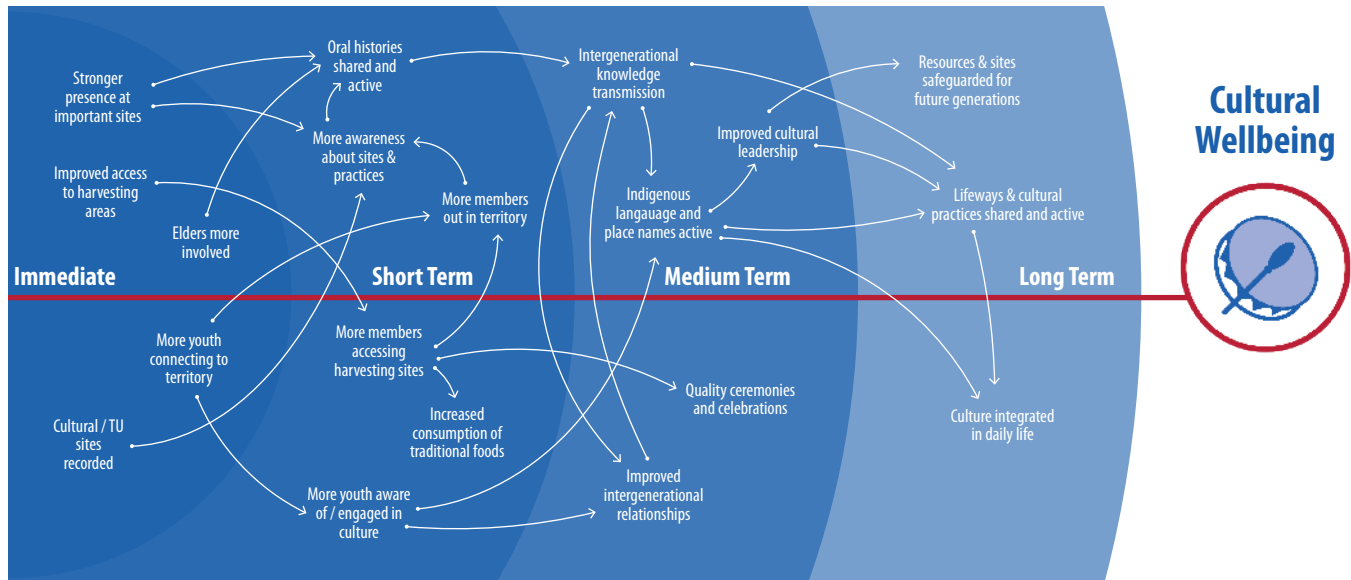 Stronger
presence at
important sites
Improved access
to harvesting
areas
Elders more
involved
Immediate
More youth
connecting to
territory
Cultural / TU
sites
recorded
Oral histories
shared and
active
More awareness
about sites &
practices
More members
out in territory
Short Term
More members
accessing
harvesting sites
Increased
consumption of
traditional foods
More youth aware
of / engaged in
culture
Intergenerational
knowledge
transmission
Improved cultural
leadership
Indigenous
langauage and
place names active
Medium Term
Quality ceremonies
and celebrations
Improved
intergenerational
relationships
Resources & sites
safeguarded for
future generations
Lifeways & cultural
practices shared and active
Long Term
Culture integrated
in daily life
Cultural
Wellbeing